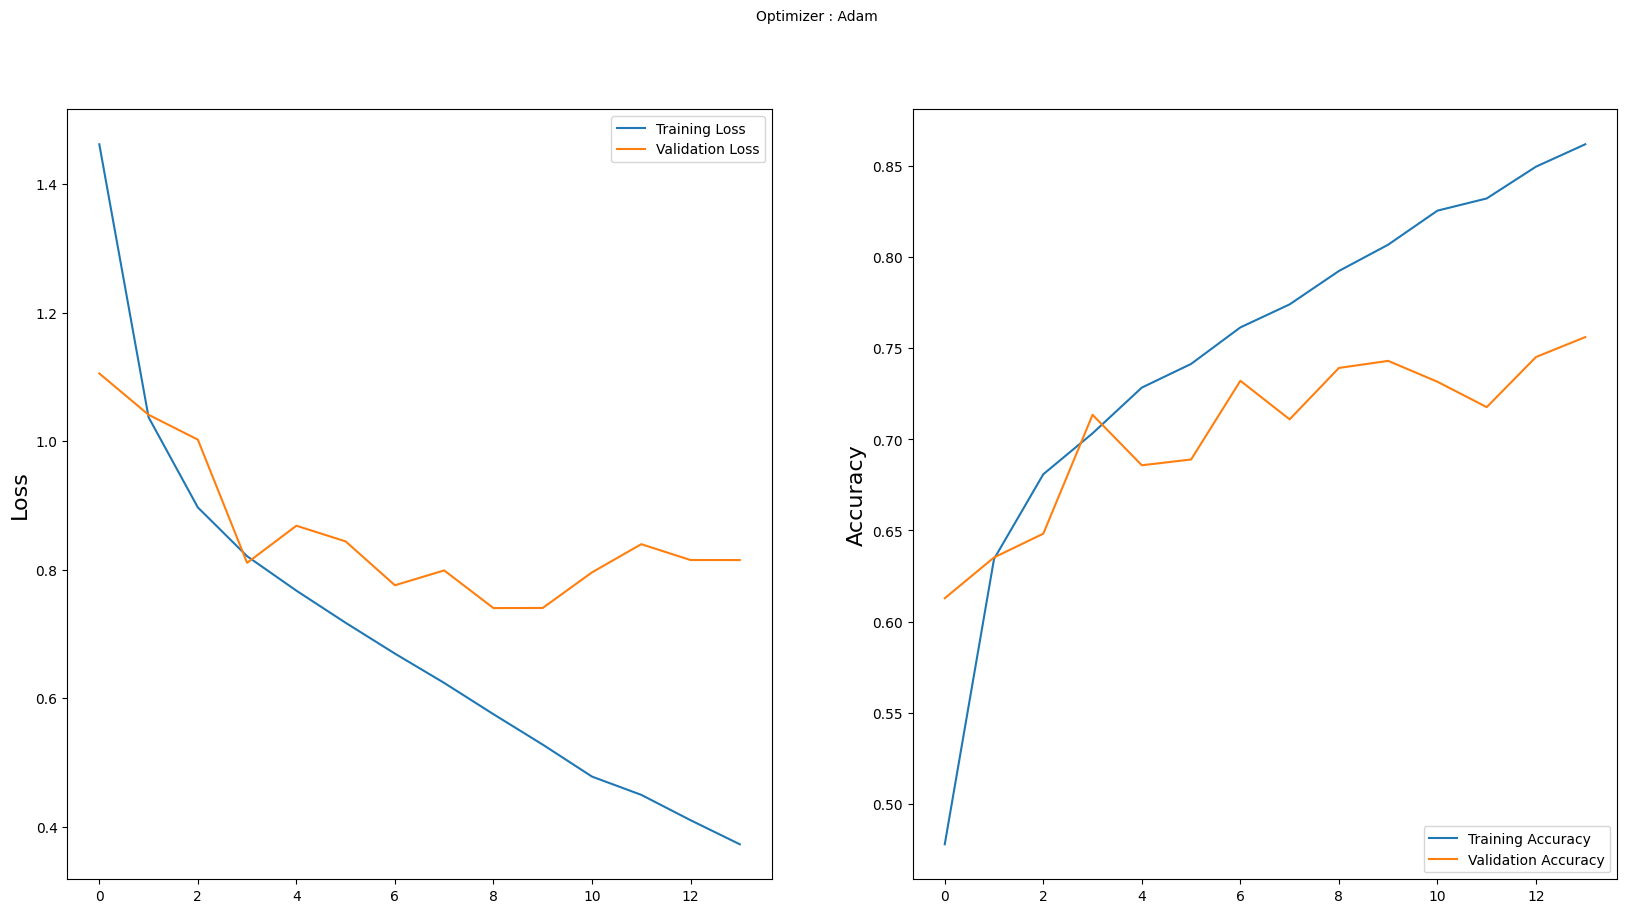 Optimizer : Adam
Loss
1.4
1.2
1.0
0.8
0.6
0.4
0 2 4 6 8 10 12
Training Loss
Validation Loss
Accuracy
0.85
0.80
0.75
0.70
0.65
0.60
0.55
0.50
0 2 4 6 8 10 12
Training Accuracy
Validation Accuracy